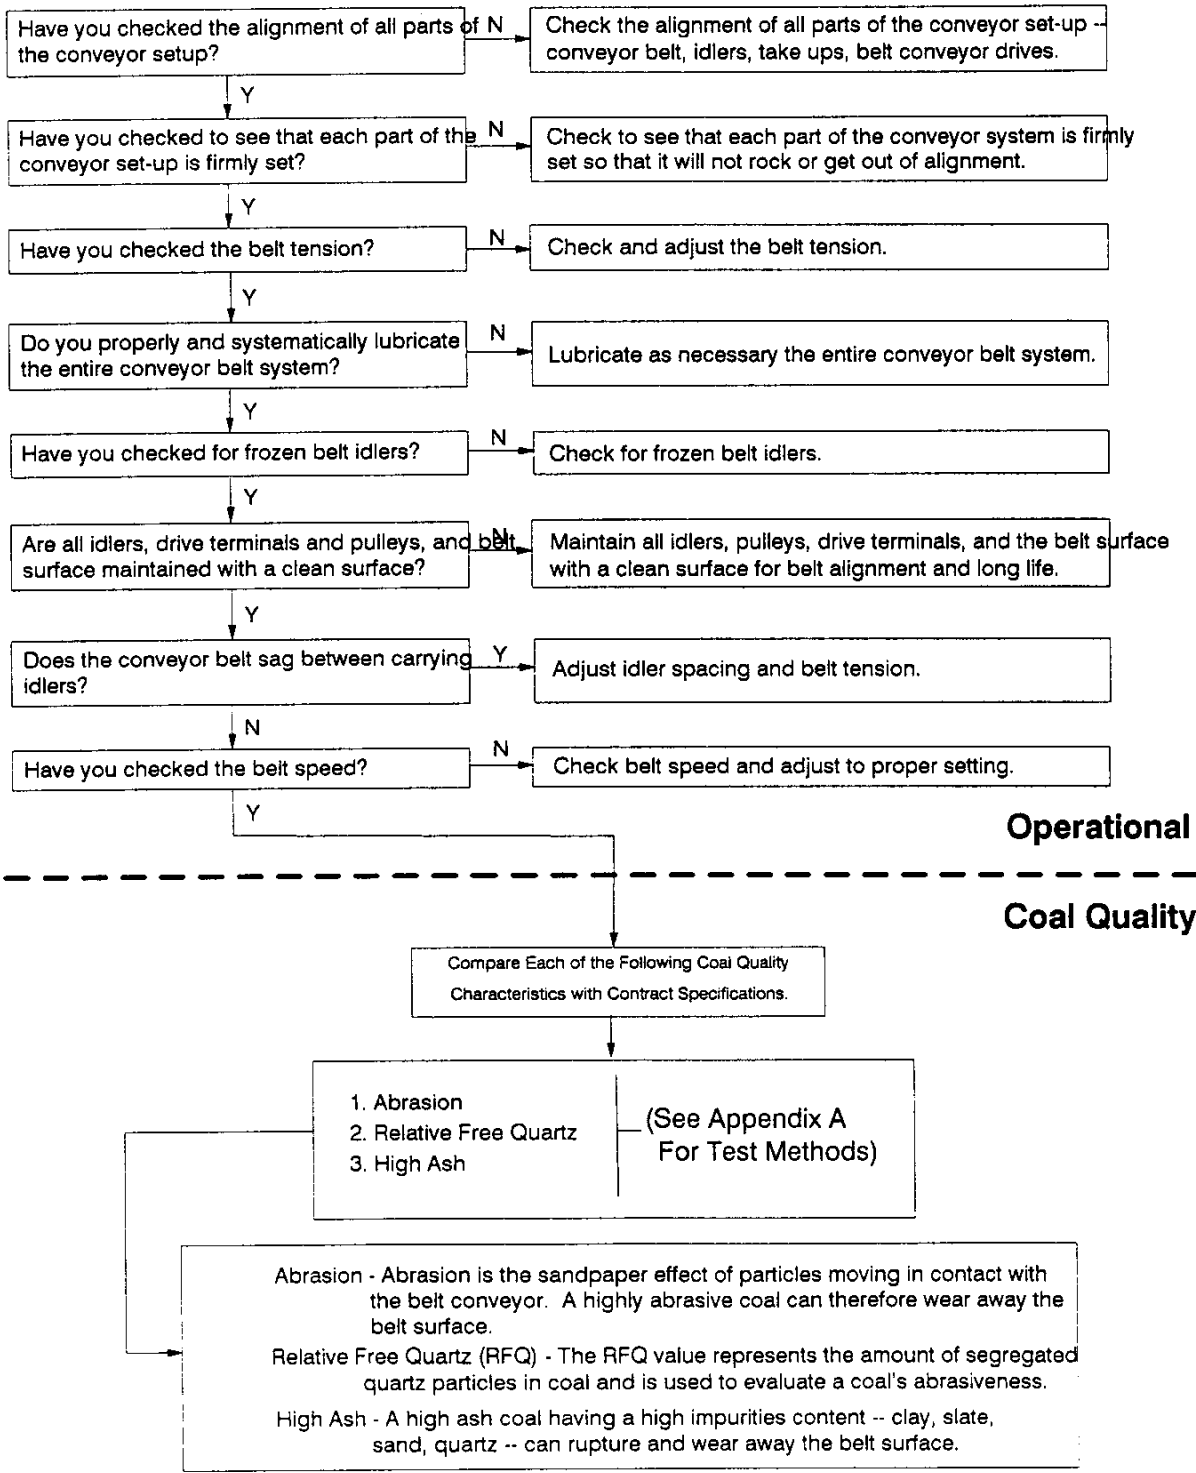 Have you checked the alignment of all parts of
the conveyor setup?
N
Check the alignment of all parts of the conveyor set-up --
conveyor belt, idlers, take ups, belt conveyor drives.
Y
Have you checked to see that each part of the
conveyor set-up is firmly set?
N
Check to see that each part of the conveyor system is firmly
set so that it will not rock or get out of alignment.
Y
Have you checked the belt tension?
N
Check and adjust the belt tension.
Y
Do you properly and systematically lubricate
the entire conveyor belt system?
N
Lubricate as necessary the entire conveyor belt system.
Y
Have you checked for frozen belt idlers?
N
Check for frozen belt idlers.
Y
Are all idlers, drive terminals and pulleys, and belt
surface maintained with a clean surface?
N
Maintain all idlers, pulleys, drive terminals, and the belt surface
with a clean surface for belt alignment and long life.
Y
Does the conveyor belt sag between carrying
idlers?
Y
Adjust idler spacing and belt tension.
N
Have you checked the belt speed?
N
Check belt speed and adjust to proper setting.
Y
Operational
Coal Quality
Compare Each of the Following Coal Quality
Characteristics with Contract Specifications.
1. Abrasion
2. Relative Free Quartz
3. High Ash
(See Appendix A
For Test Methods)
Abrasion - Abrasion is the sandpaper effect of particles moving in contact with
the belt conveyor. A highly abrasive coal can therefore wear away the
belt surface.
Relative Free Quartz (RFQ) - The RFQ value represents the amount of segregated
quartz particles in coal and is used to evaluate a coal's abrasiveness.
High Ash - A high ash coal having a high impurities content -- clay, slate,
sand, quartz -- can rupture and wear away the belt surface.